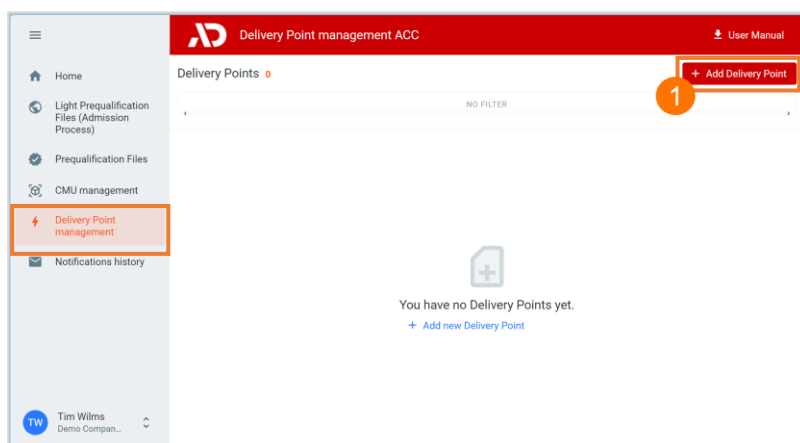 Delivery Point management ACC
User Manual
Home
Light Prequalification
Files (Admission
Process)
Prequalification Files
CMU management
Delivery Point
management
Notifications history
Tim Wilms
TW
Demo Compan...
Delivery Points 0
+ Add Delivery Point
1
NO FILTER
You have no Delivery Points yet.
+ Add new Delivery Point